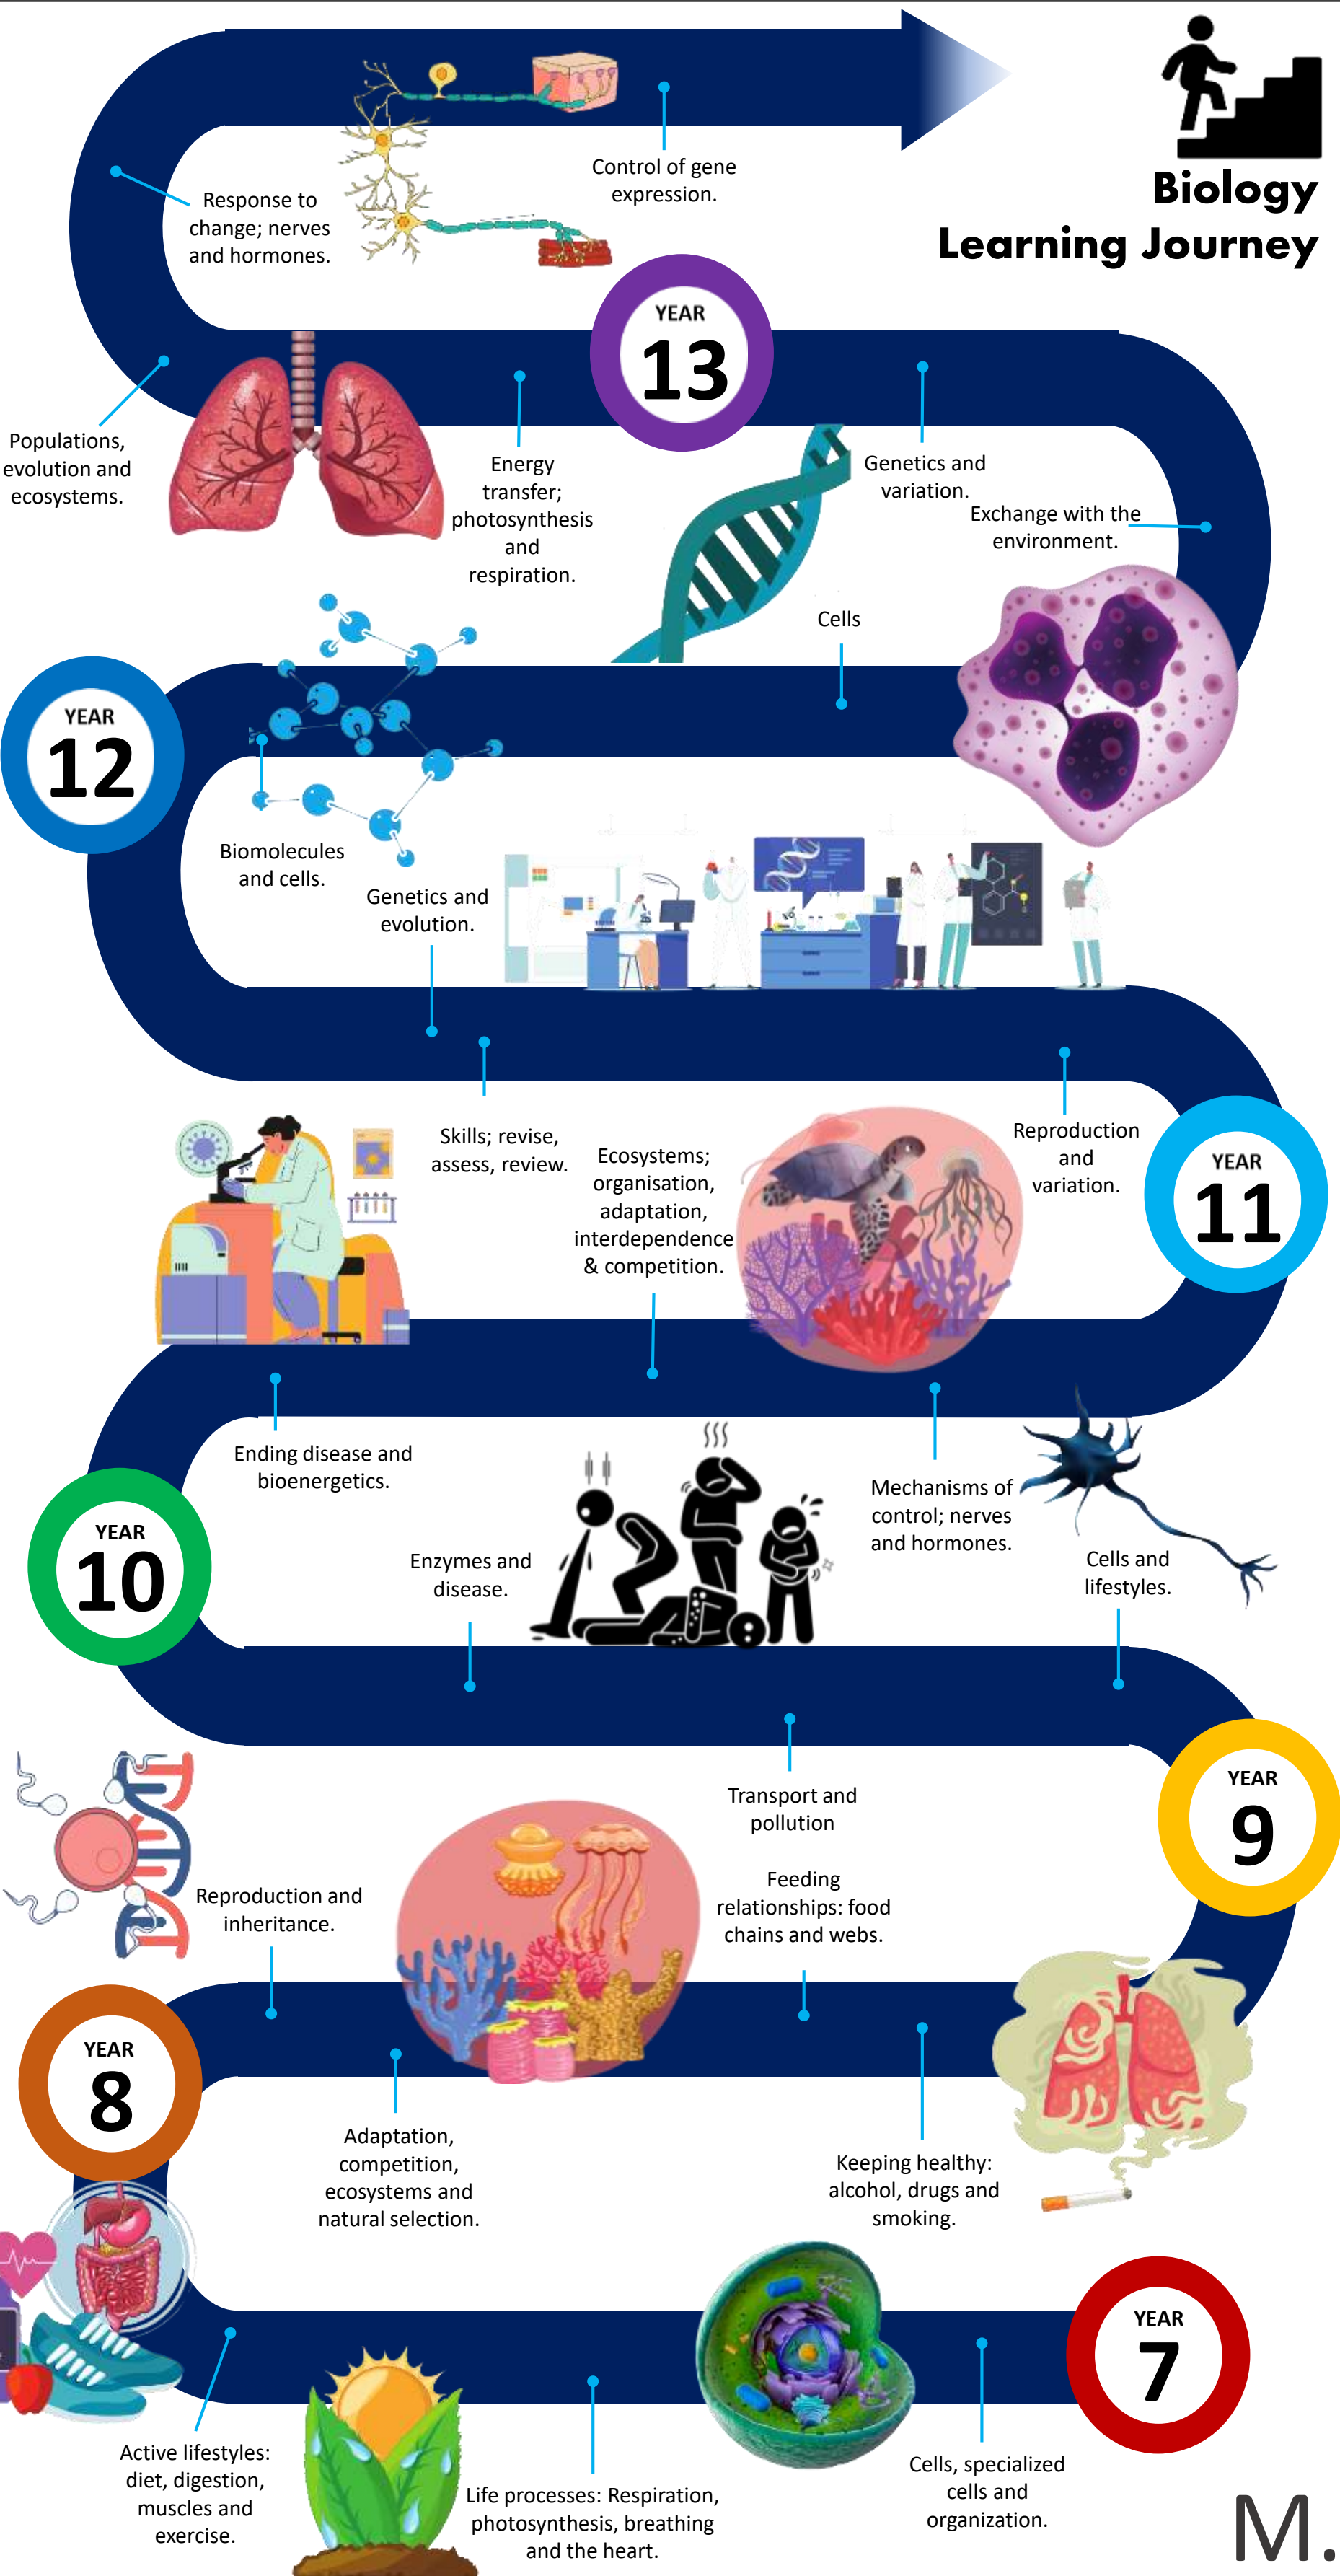 Biology
Learning Journey
Control of gene
expression.
Response to
change; nerves
and hormones.
YEAR
13
Populations,
evolution and
ecosystems.
Energy
transfer;
photosynthesis
and
respiration.
Genetics and
variation.
Exchange with the
environment.
Cells
YEAR
12
Biomolecules
and cells.
Genetics and
evolution.
Skills; revise,
assess, review.
Ecosystems;
organisation,
adaptation,
interdependence
& competition.
Reproduction
and
variation.
YEAR
11
Ending disease and
bioenergetics.
Mechanisms of
control; nerves
and hormones.
YEAR
10
Enzymes and
disease.
Cells and
lifestyles.
Transport and
pollution
YEAR
9
Feeding
relationships: food
chains and webs.
Reproduction and
inheritance.
YEAR
8
Adaptation,
competition,
ecosystems and
natural selection.
Keeping healthy:
alcohol, drugs and
smoking.
YEAR
7
Active lifestyles:
diet, digestion,
muscles and
exercise.
Life processes: Respiration,
photosynthesis, breathing
and the heart.
Cells, specialized
cells and
organization.
M.